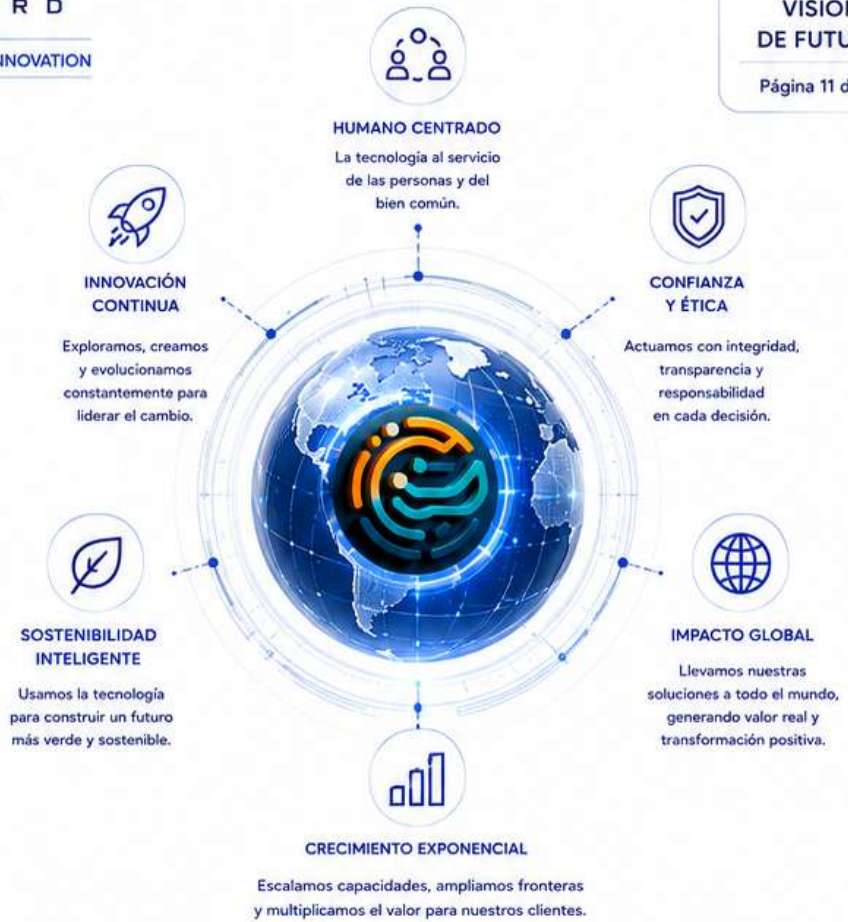 R D
NNOVATION
VISIÓN
DE FUTU
Página 11 d
HUMANO CENTRADO
La tecnología al servicio
de las personas y del
bien común.
INNOVACIÓN
CONTINUA
Exploramos, creamos
y evolucionamos
constantemente para
liderar el cambio.
CONFIANZA
Y ÉTICA
Actuamos con integridad,
transparencia y
responsabilidad
en cada decisión.
SOSTENIBILIDAD
INTELIGENTE
Usamos la tecnología
para construir un futuro
más verde y sostenible.
IMPACTO GLOBAL
Llevamos nuestras
soluciones a todo el mundo,
generando valor real y
transformación positiva.
CRECIMIENTO EXPONENCIAL
Escalamos capacidades, ampliamos fronteras
y multiplicamos el valor para nuestros clientes.